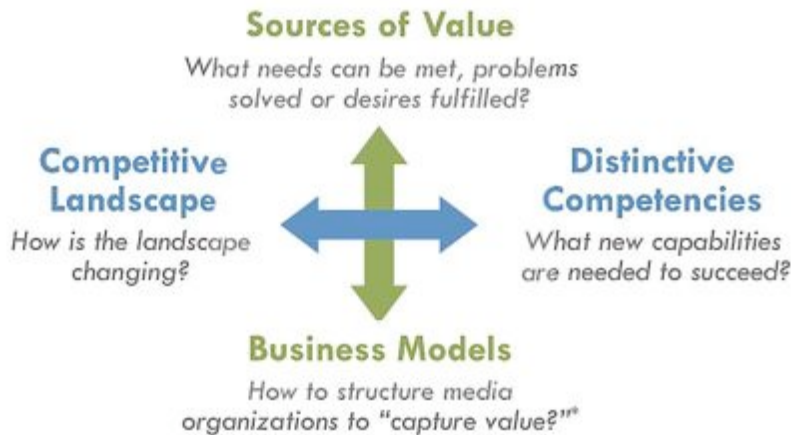 Sources of Value
What needs can be met, problems
solved or desires fulfilled?
Competitive
Landscape
How is the landscape
changing?
Distinctive
Competencies
What new capabilities
are needed to succeed?
Business Models
How to structure media
organizations to “capture value?”*